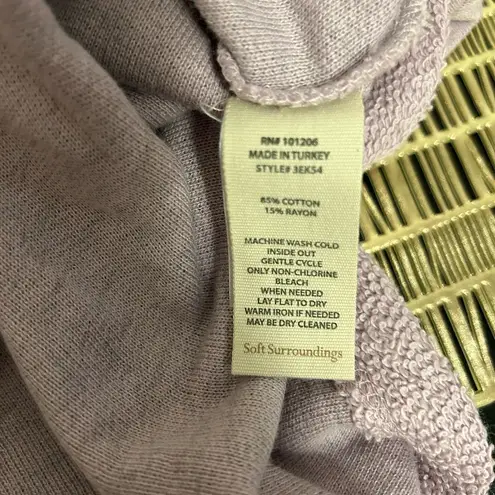 RN# 101206
MADE IN TURKEY
STYLE# 3EK54
85% COTTON
15% RAYON
MACHINE WASH COLD
INSIDE OUT
GENTLE CYCLE
ONLY NON-CHLORINE
BLEACH
WHEN NEEDED
LAY FLAT TO DRY
WARM IRON IF NEEDED
MAY BE DRY CLEANED
Soft Surroundings